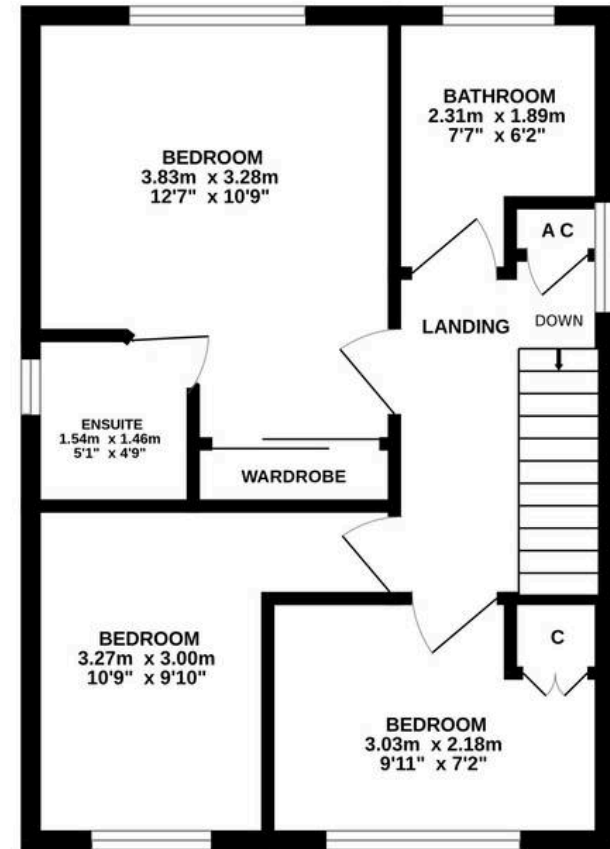 BATHROOM
2.31m x 1.89m
7'7" x 6'2"
BEDROOM
3.83m x 3.28m
12'7" x 10'9"
A C
LANDING
DOWN
ENSUITE
1.54m x 1.46m
5'1" x 4'9"
WARDROBE
BEDROOM
3.27m x 3.00m
10'9" x 9'10"
C
BEDROOM
3.03m x 2.18m
9'11" x 7'2"